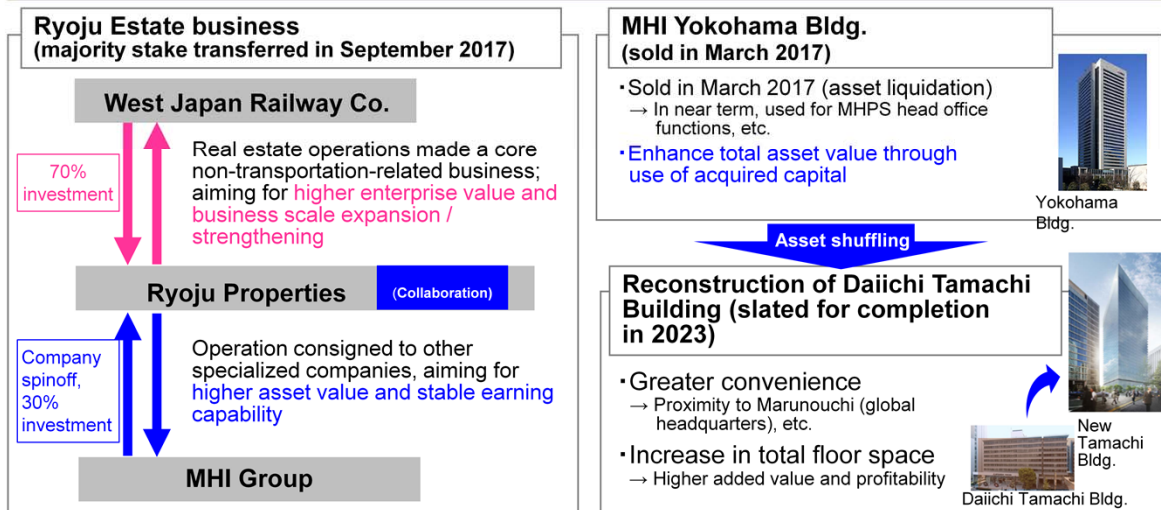 Ryoju Estate business
(majority stake transferred in September 2017)
West Japan Railway Co.
70%
investment
Real estate operations made a core
non-transportation-related business;
aiming for higher enterprise value and
business scale expansion /
strengthening
Ryoju Properties
(Collaboration)
Company
spinoff,
30%
investment
Operation consigned to other
specialized companies, aiming for
higher asset value and stable earning
capability
MHI Group
MHI Yokohama Bldg.
(sold in March 2017)
・Sold in March 2017 (asset liquidation)
→ In near term, used for MHPS head office
functions, etc.
・Enhance total asset value through
use of acquired capital
Yokohama
Bldg.
Asset shuffling
Reconstruction of Daiichi Tamachi
Building (slated for completion
in 2023)
・Greater convenience
→ Proximity to Marunouchi (global
headquarters), etc.
・Increase in total floor space
→ Higher added value and profitability
New
Tamachi
Bldg.
Daiichi Tamachi Bldg.